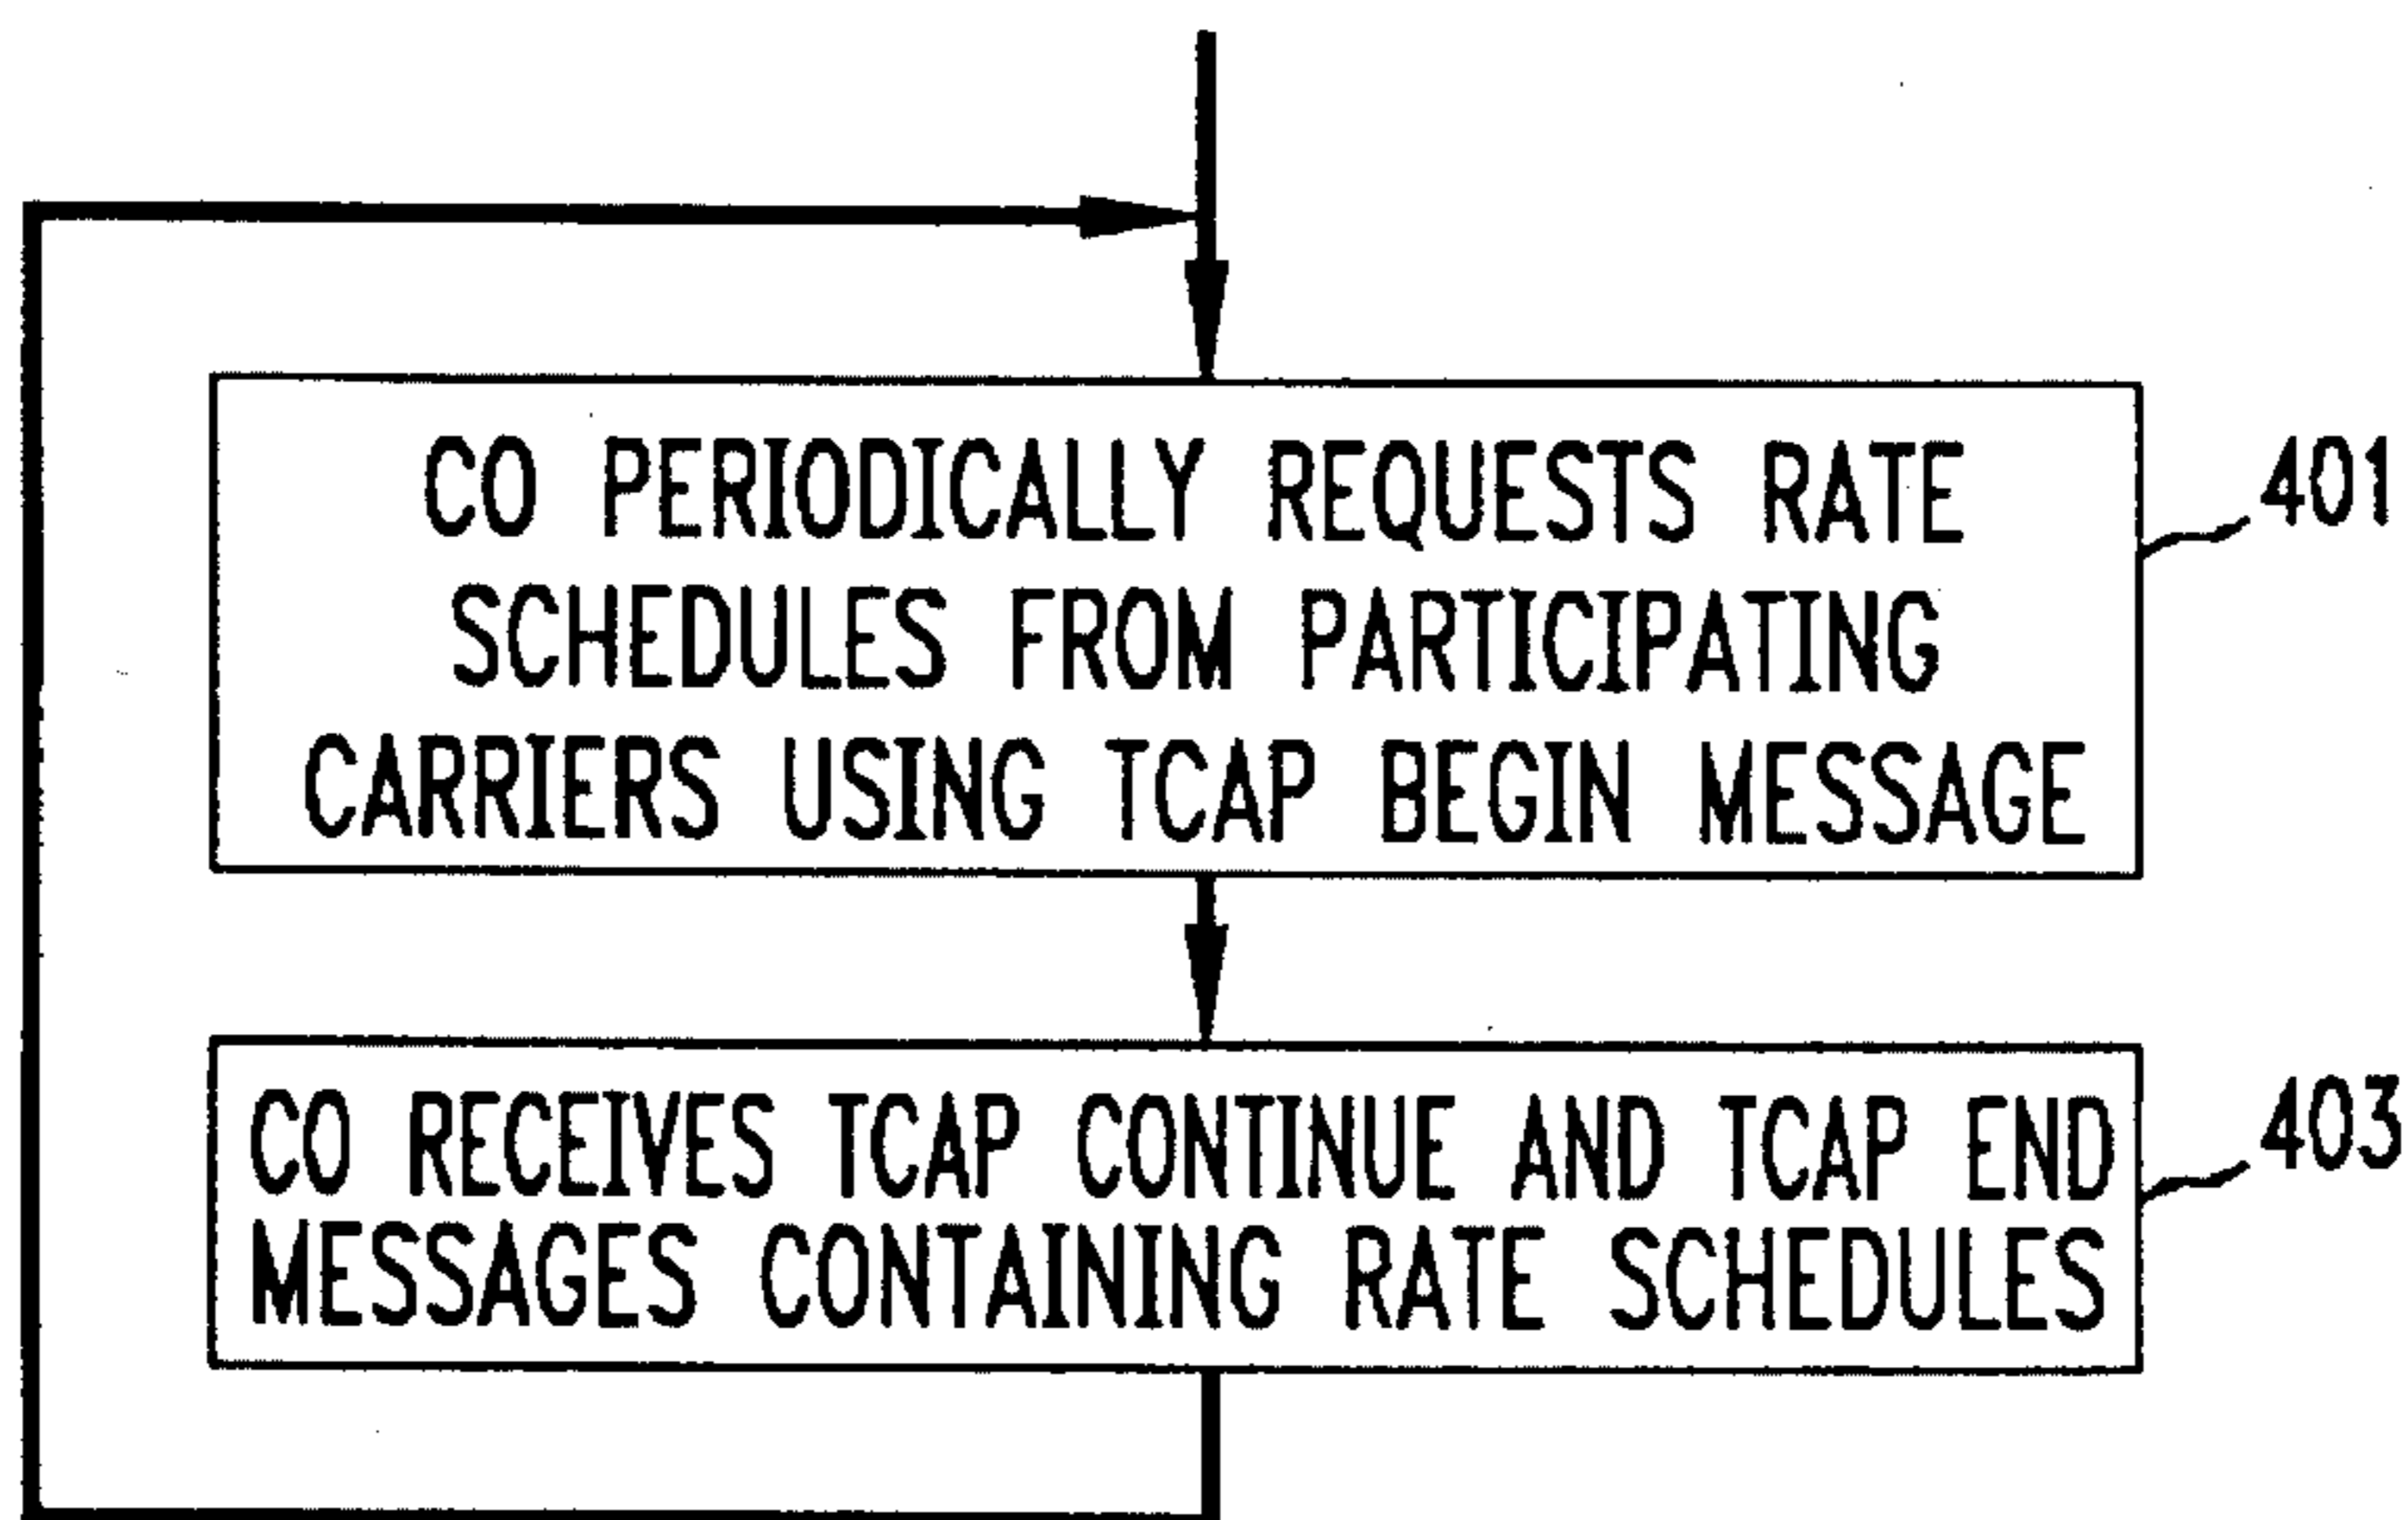 CO PERIODICALLY REQUESTS RATE
SCHEDULES FROM PARTICIPATING
CARRIERS USING TCAP BEGIN MESSAGE
401
CO RECEIVES TCAP CONTINUE AND TCAP END
MESSAGES CONTAINING RATE SCHEDULES
403